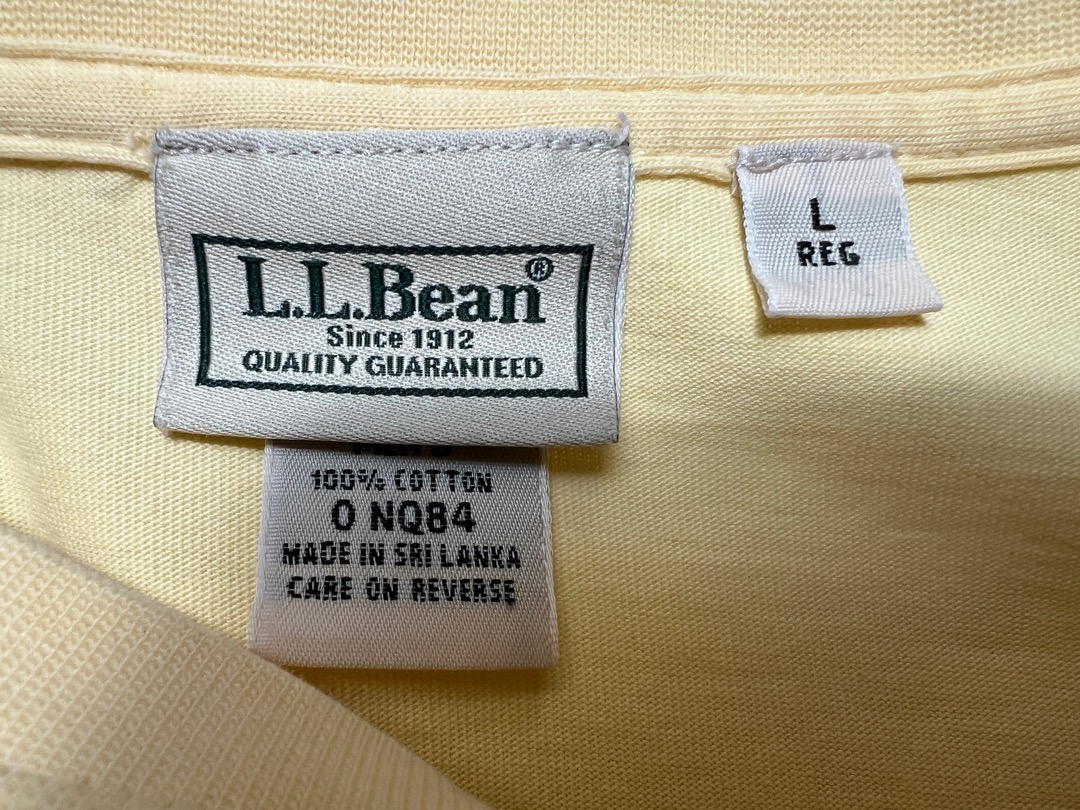 L.L.Bean®
Since 1912
QUALITY GUARANTEED
L
REG
100% COTTON
0 NQ84
MADE IN SRI LANKA
CARE ON REVERSE